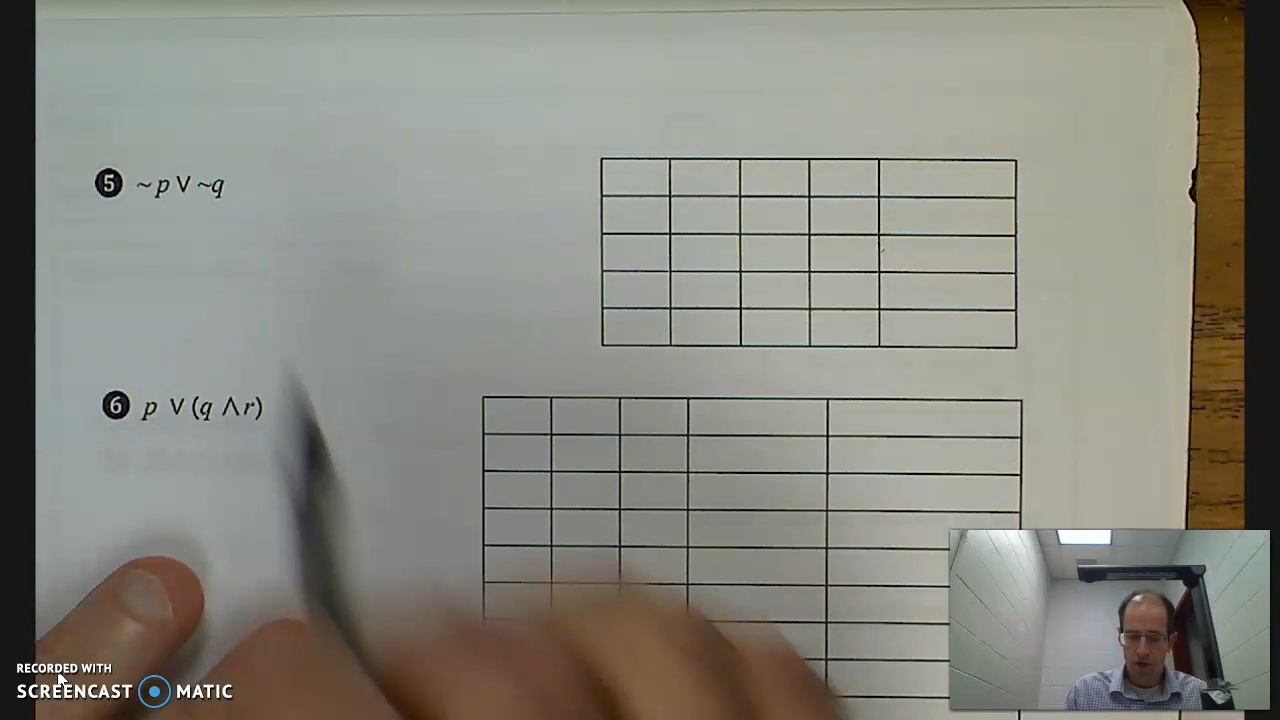 5 ~p ∨ ~q
6 p ∨ (q ∧ r)
RECORDED WITH
SCREENCAST MATIC